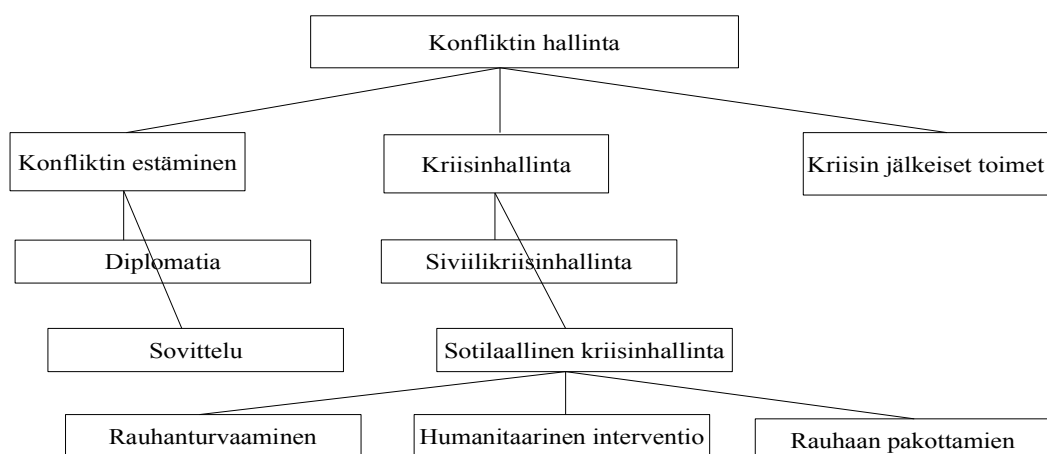 Konfliktin hallinta
Konfliktin estäminen
Kriisinhallinta
Kriisin jälkeiset toimet
Diplomatia
Siviilikriisinhallinta
Sovittelu
Sotilaallinen kriisinhallinta
Rauhanturvaaminen
Humanitaarinen interventio
Rauhaan pakottamien